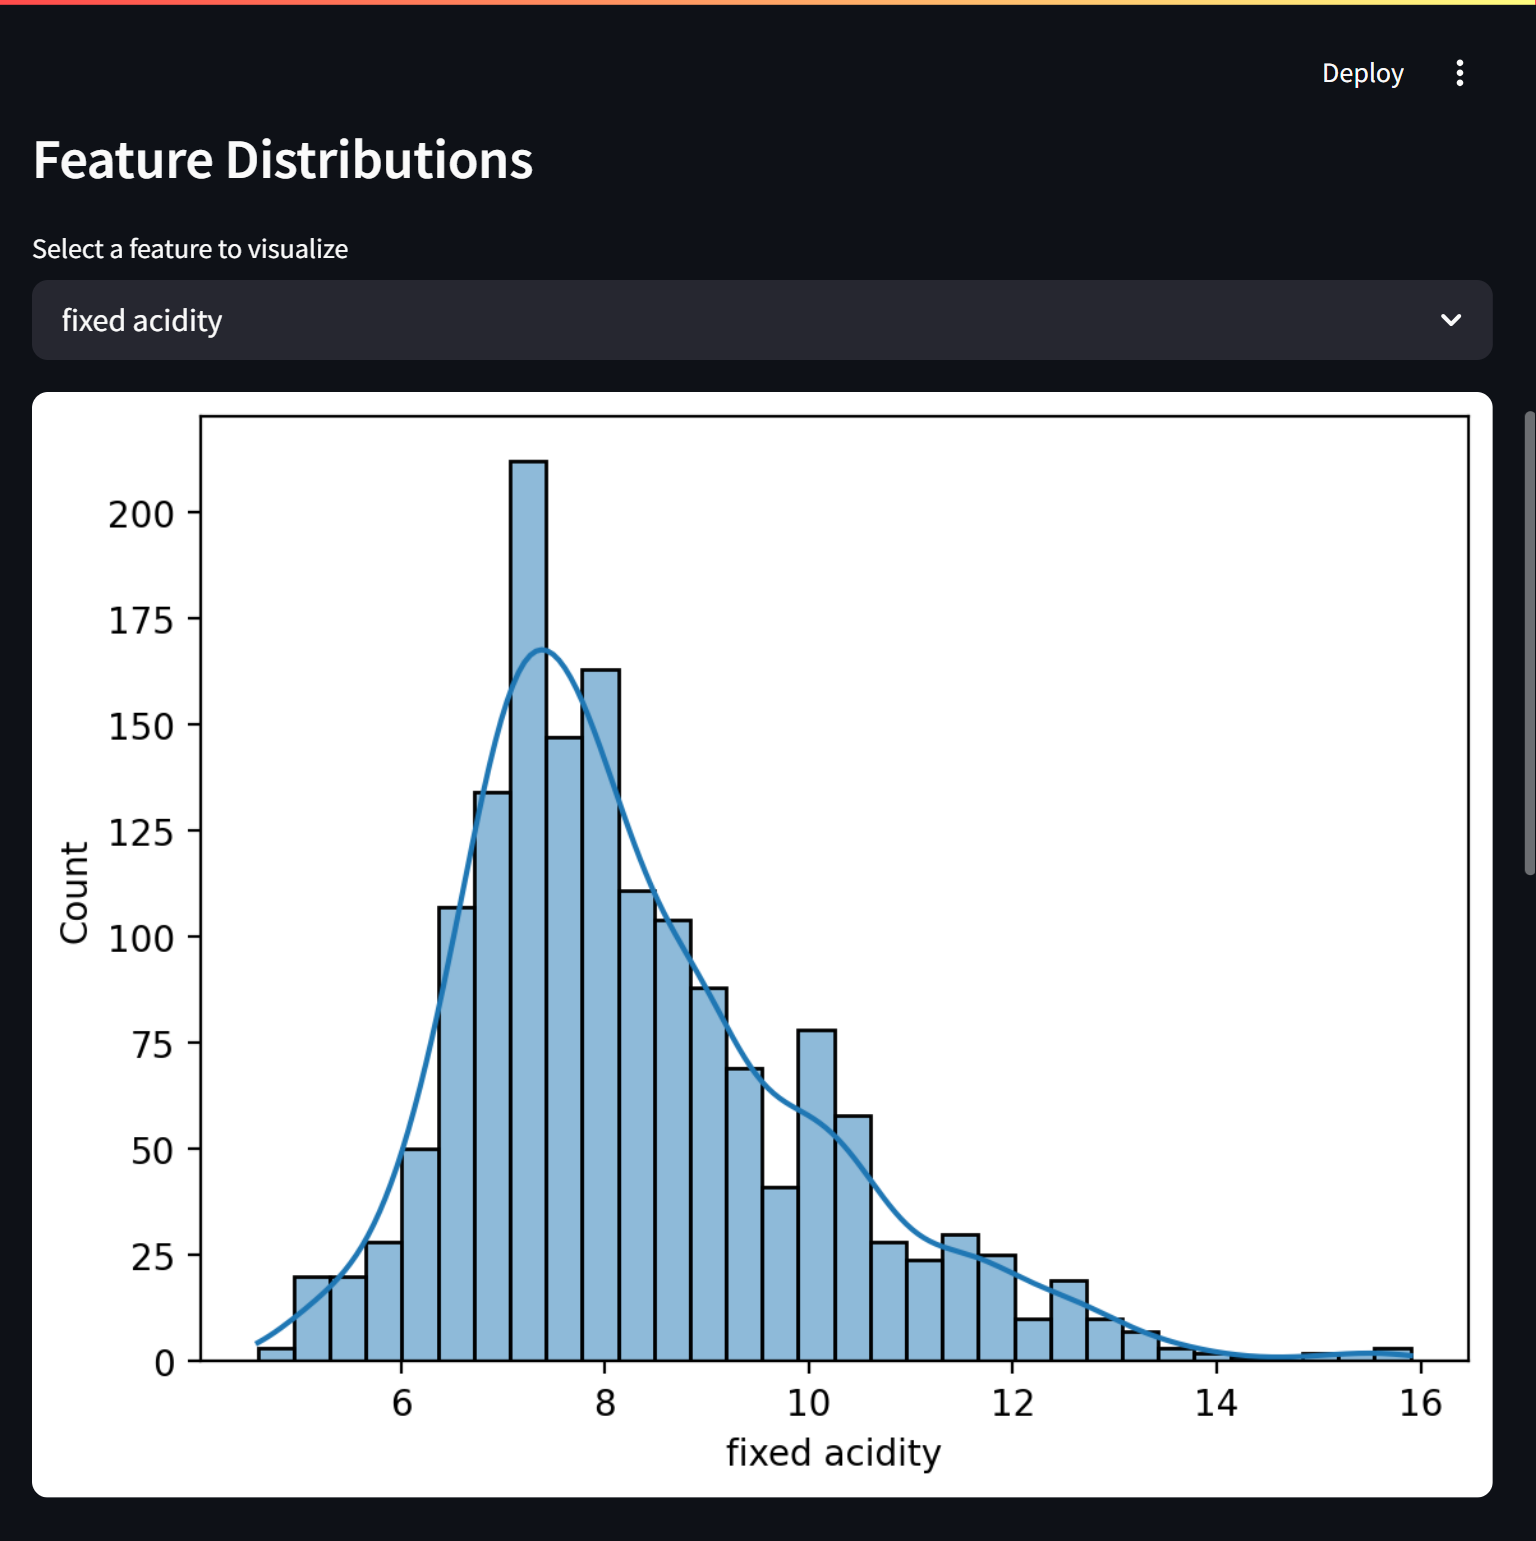 Deploy
Feature Distributions
Select a feature to visualize
fixed acidity
200
175
150
125
100
75
50
25
0
Count
6 8 10 12 14 16
fixed acidity